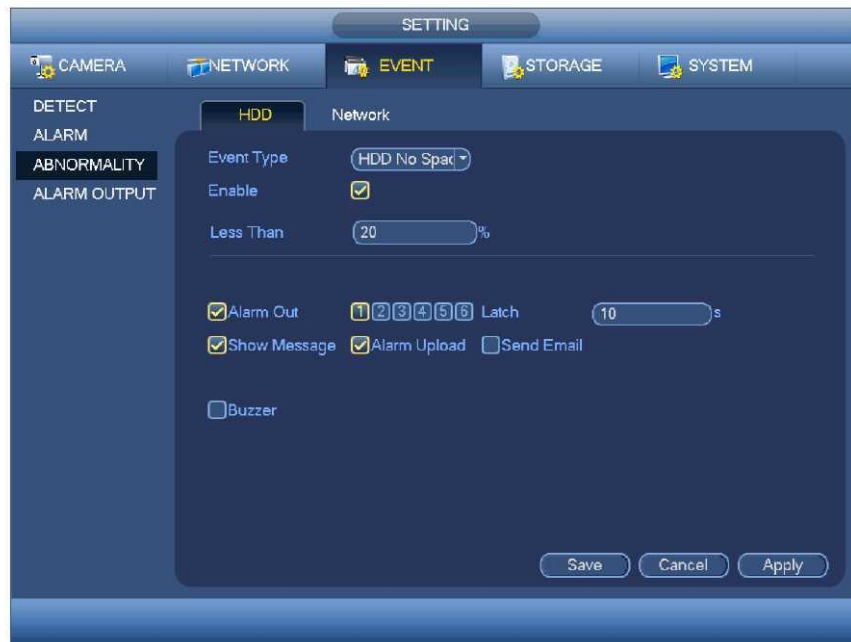 SETTING
CAMERA NETWORK EVENT STORAGE SYSTEM
DETECT
ALARM
ABNORMALITY
ALARM OUTPUT
HDD Network
Event Type HDD No Spac
Enable
Less Than 20 %
Alarm Out 1 2 3 4 5 6 Latch 10 s
Show Message Alarm Upload Send Email
Buzzer
Save Cancel Apply